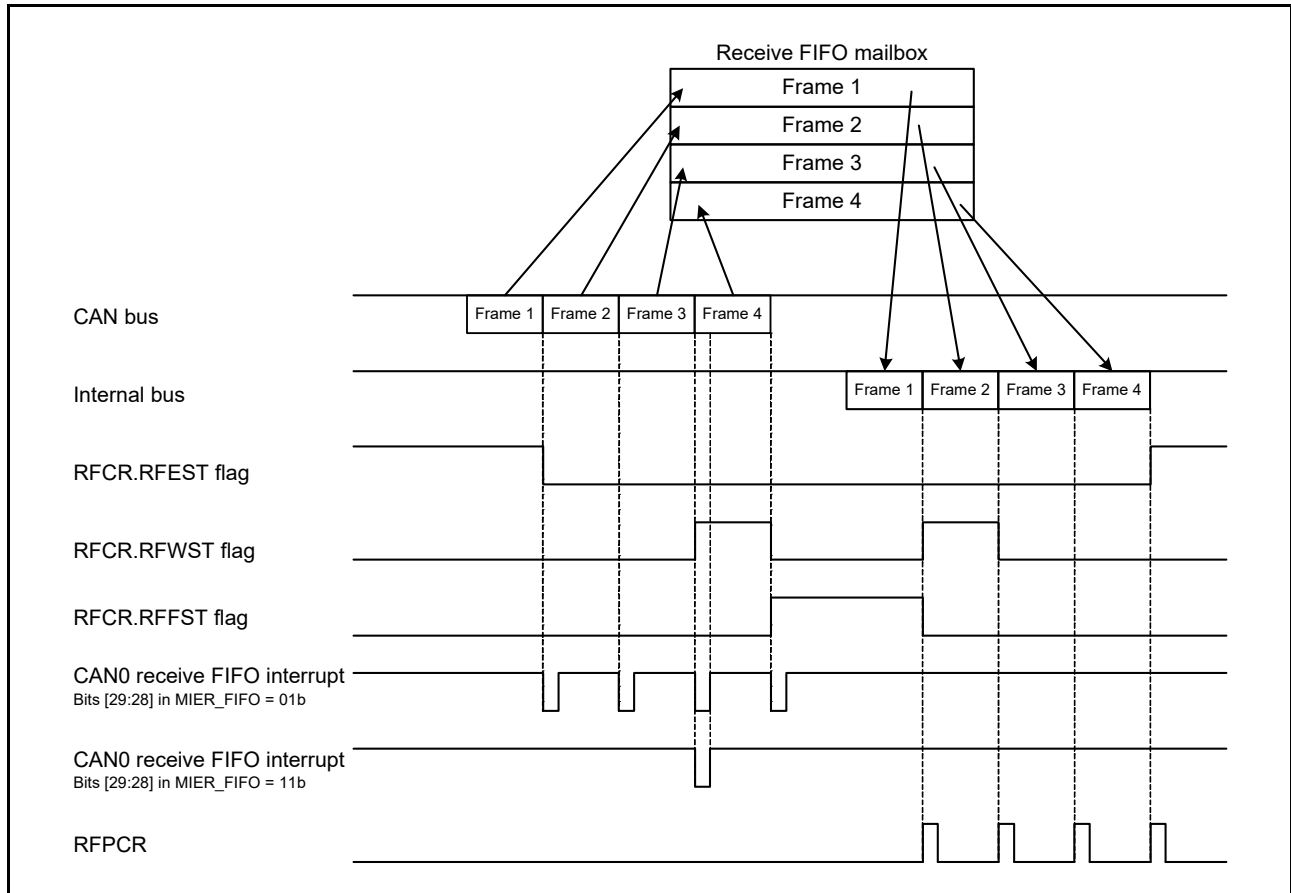 Receive FIFO mailbox
Frame 1
Frame 2
Frame 3
Frame 4
CAN bus
Frame 1 Frame 2 Frame 3 Frame 4
Internal bus
Frame 1 Frame 2 Frame 3 Frame 4
RFCR.RFEST flag
RFCR.RFWST flag
RFCR.RFFST flag
CAN0 receive FIFO interrupt
Bits [29:28] in MIER_FIFO = 01b
CAN0 receive FIFO interrupt
Bits [29:28] in MIER_FIFO = 11b
RFPCR